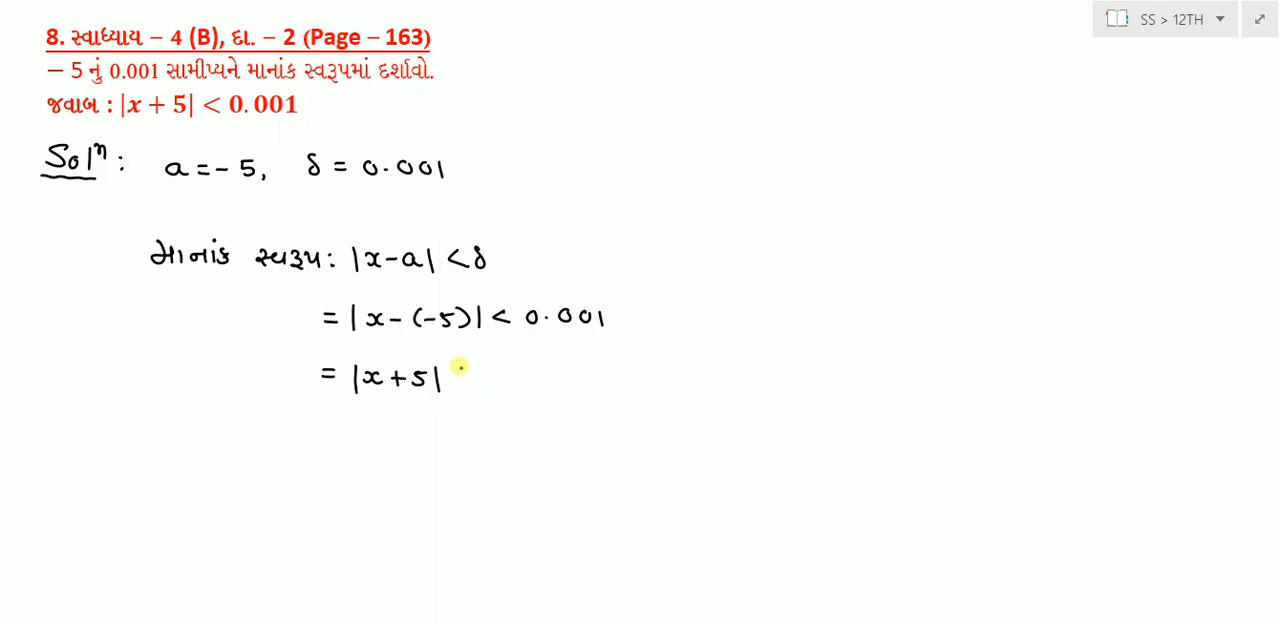 SS > 12TH
8. સ્વાધ્યાય – 4 (B), દા. – 2 (Page – 163)
– 5 નું 0.001 સામીપ્યને માનાંક સ્વરૂપમાં દર્શાવો.
જવાબ : |x + 5| < 0.001
Solⁿ : a = - 5, δ = 0.001
માનાંક સ્વરૂપ : |x - a| < δ
= |x - (-5)| < 0.001
= |x + 5|